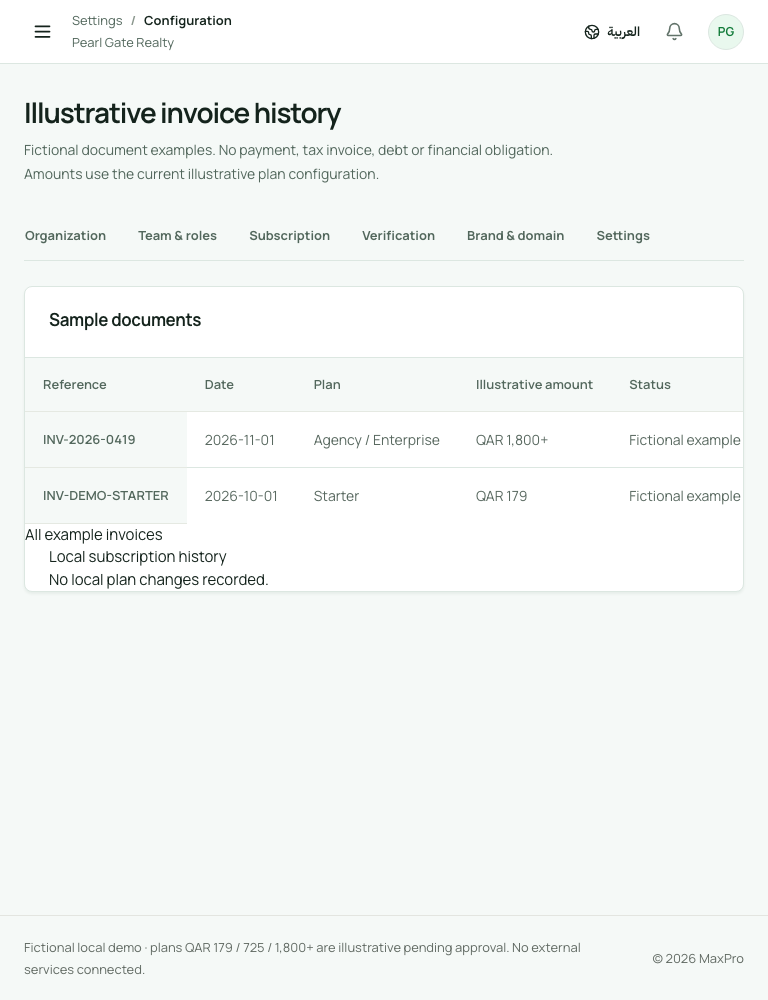 Settings / Configuration
Pearl Gate Realty
العربية
PG
Illustrative invoice history
Fictional document examples. No payment, tax invoice, debt or financial obligation.
Amounts use the current illustrative plan configuration.
Organization Team & roles Subscription Verification Brand & domain Settings
Sample documents
Reference Date Plan Illustrative amount Status
INV-2026-0419 2026-11-01 Agency / Enterprise QAR 1,800+ Fictional example
INV-DEMO-STARTER 2026-10-01 Starter QAR 179 Fictional example
All example invoices
Local subscription history
No local plan changes recorded.
Fictional local demo · plans QAR 179 / 725 / 1,800+ are illustrative pending approval. No external
services connected.
© 2026 MaxPro